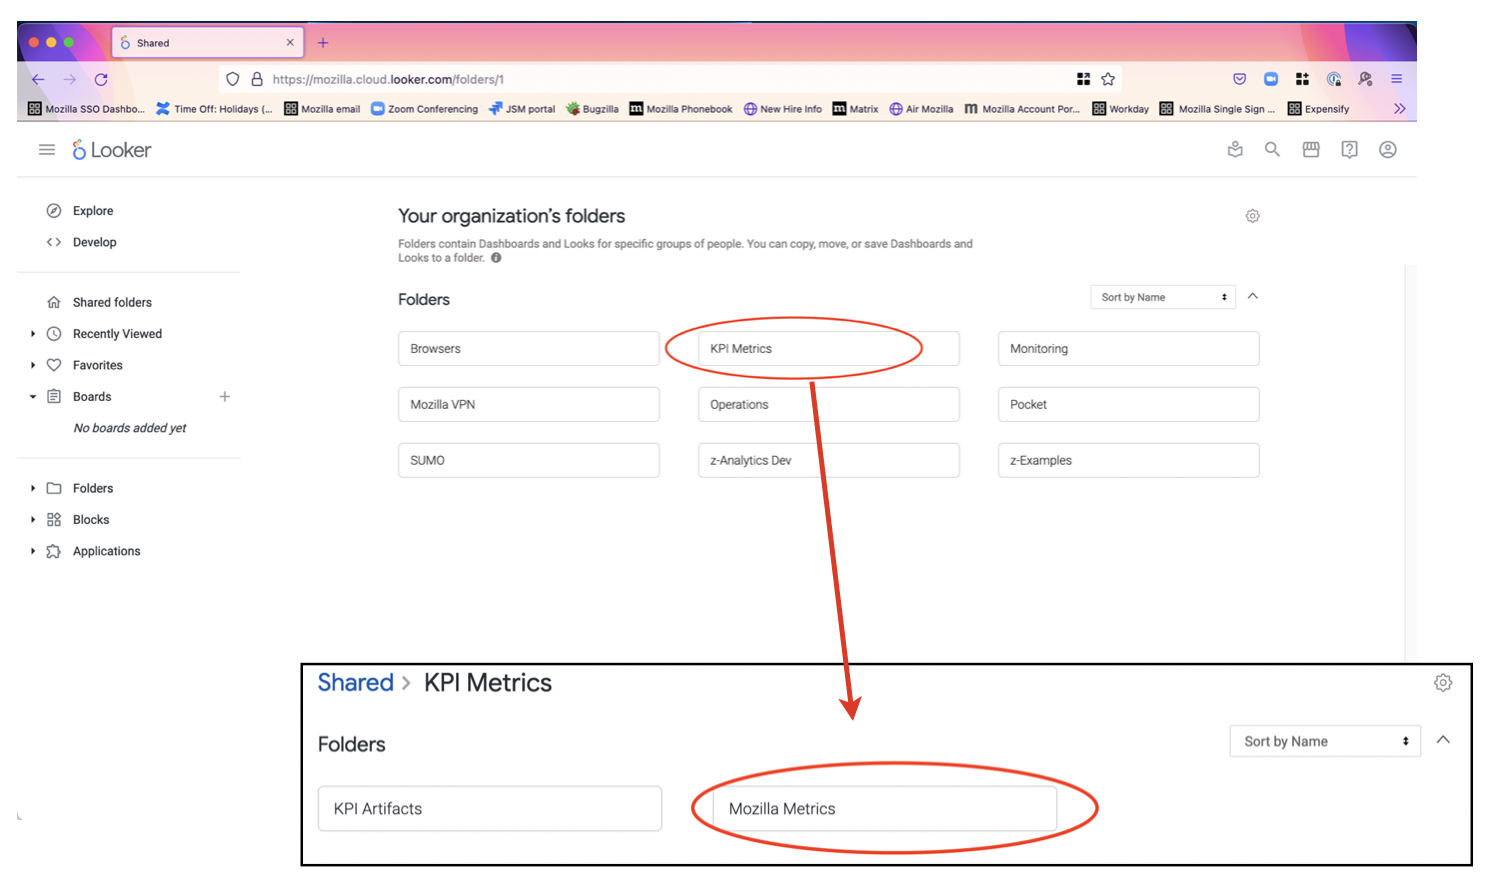 Shared
https://mozilla.cloud.looker.com/folders/1
Mozilla SSO Dashbo... Time Off: Holidays (... Mozilla email Zoom Conferencing JSM portal Bugzilla Mozilla Phonebook New Hire Info Matrix Air Mozilla Mozilla Account Por... Workday Mozilla Single Sign ... Expensify
Looker
Explore
Develop
Shared folders
Recently Viewed
Favorites
Boards
No boards added yet
Folders
Blocks
Applications
Your organization's folders
Folders contain Dashboards and Looks for specific groups of people. You can copy, move, or save Dashboards and
Looks to a folder.
Folders
Sort by Name
Browsers KPI Metrics Monitoring
Mozilla VPN Operations Pocket
SUMO z-Analytics Dev z-Examples
Shared > KPI Metrics
Folders
Sort by Name
KPI Artifacts Mozilla Metrics